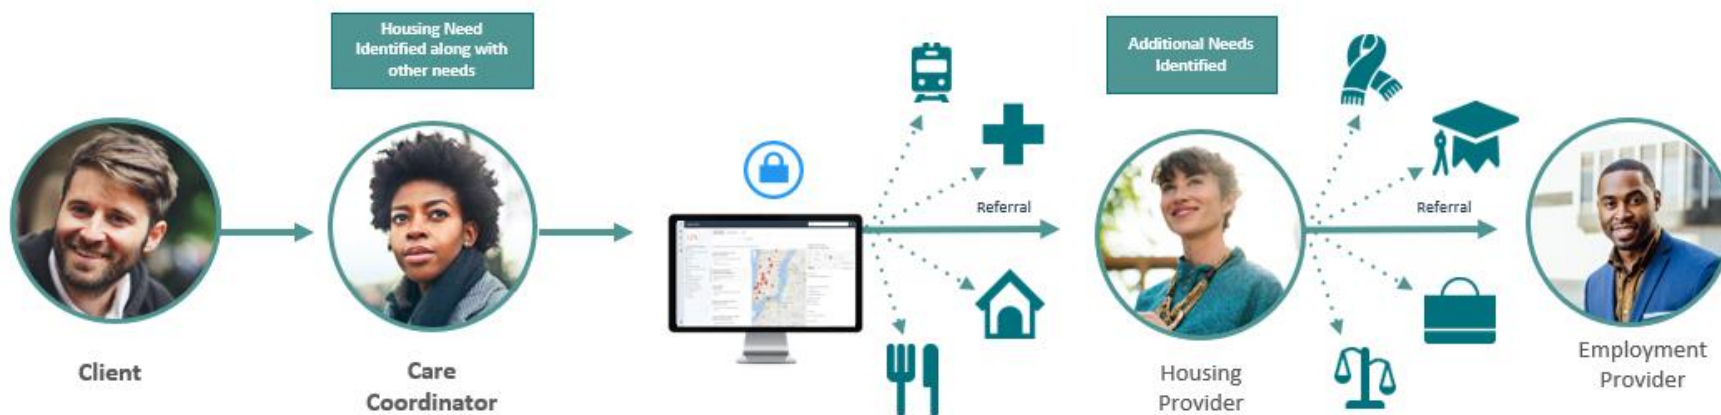 Housing Need
Identified along with
other needs
Additional Needs
Identified
Referral
Referral
Client
Care
Coordinator
Housing
Provider
Employment
Provider